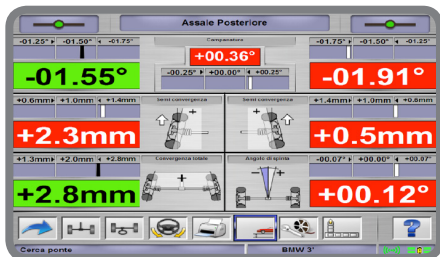 Assale Posteriore
-01.25° -01.50° -01.75°
Campanatura
-01.75° -01.50° -01.25°
+00.36°
-00.25° +00.00° +00.25°
-01.55°
-01.91°
+0.6mm +1.0mm +1.4mm
Semi convergenza
Semi convergenza
+1.4mm +1.0mm +0.6mm
+2.3mm
+0.5mm
+1.3mm +2.0mm +2.8mm
Convergenza totale
Angolo di spinta
-00.07° +00.00° +00.07°
+2.8mm
+00.12°
?
Cerca ponte
BMW 3"